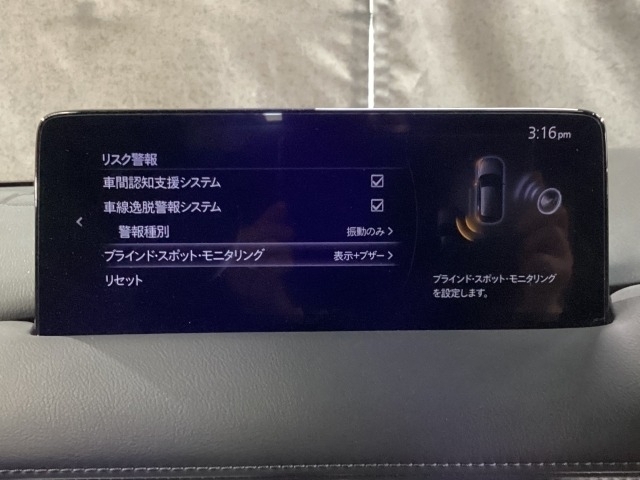 3:16pm
リスク警報
車間認知支援システム
車線逸脱警報システム
警報種別 振動のみ
ブラインド・スポット・モニタリング 表示+ブザー
リセット
ブラインド・スポット・モニタリング
を設定します。